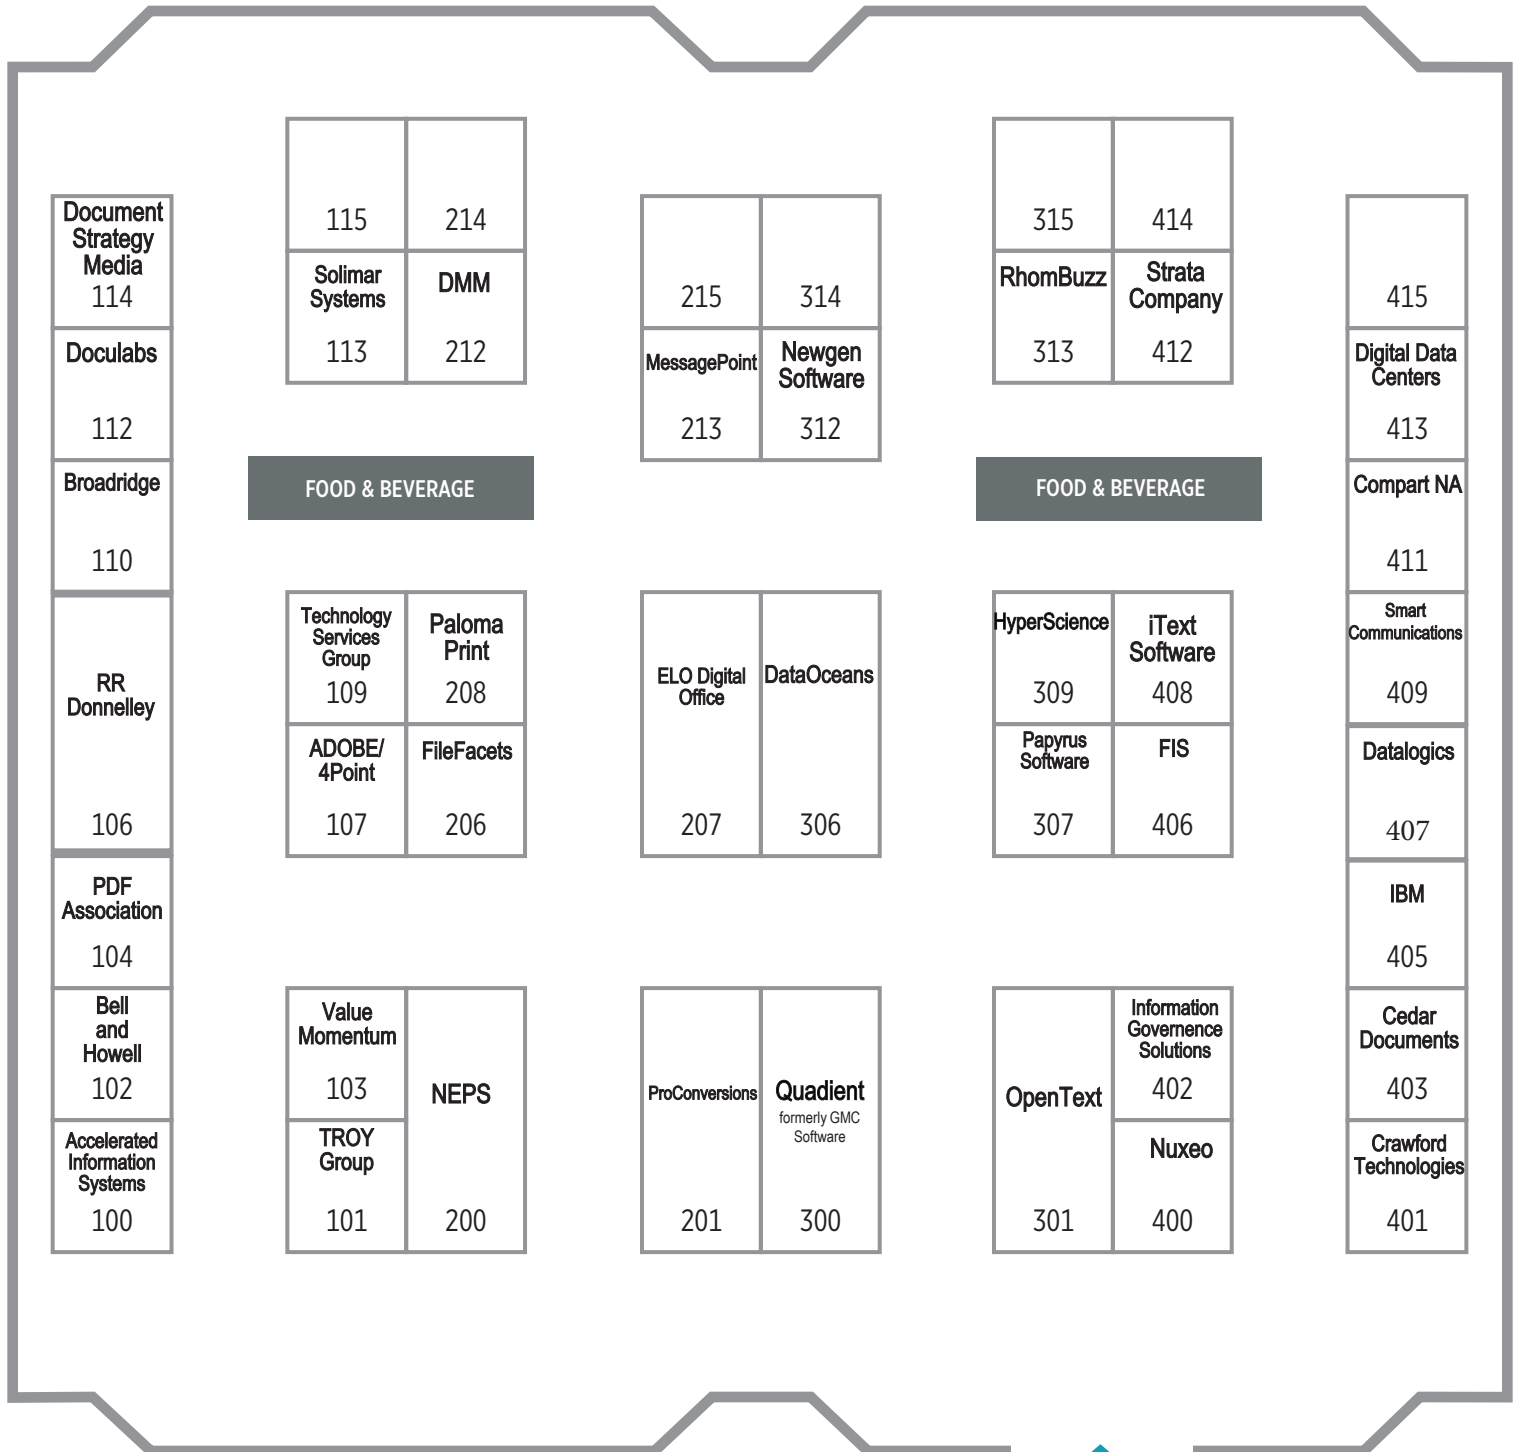 115
214
315
414
Document
Strategy
Media
114
Solimar
Systems
113
DMM
212
215
314
RhomBuzz
313
Strata
Company
412
415
Doculabs
112
MessagePoint
213
Newgen
Software
312
Digital Data
Centers
413
Broadridge
110
FOOD & BEVERAGE
FOOD & BEVERAGE
Compart NA
411
RR
Donnelley
106
Technology
Services
Group
109
Paloma
Print
208
ELO Digital
Office
207
DataOceans
306
HyperScience
309
iText
Software
408
Smart
Communications
409
ADOBE/
4Point
107
FileFacets
206
Papyrus
Software
307
FIS
406
Datalogics
407
PDF
Association
104
IBM
405
Bell
and
Howell
102
Value
Momentum
103
NEPS
200
ProConversions
201
Quadient
formerly GMC
Software
300
OpenText
301
Information
Governence
Solutions
402
Cedar
Documents
403
Accelerated
Information
Systems
100
TROY
Group
101
Nuxeo
400
Crawford
Technologies
401